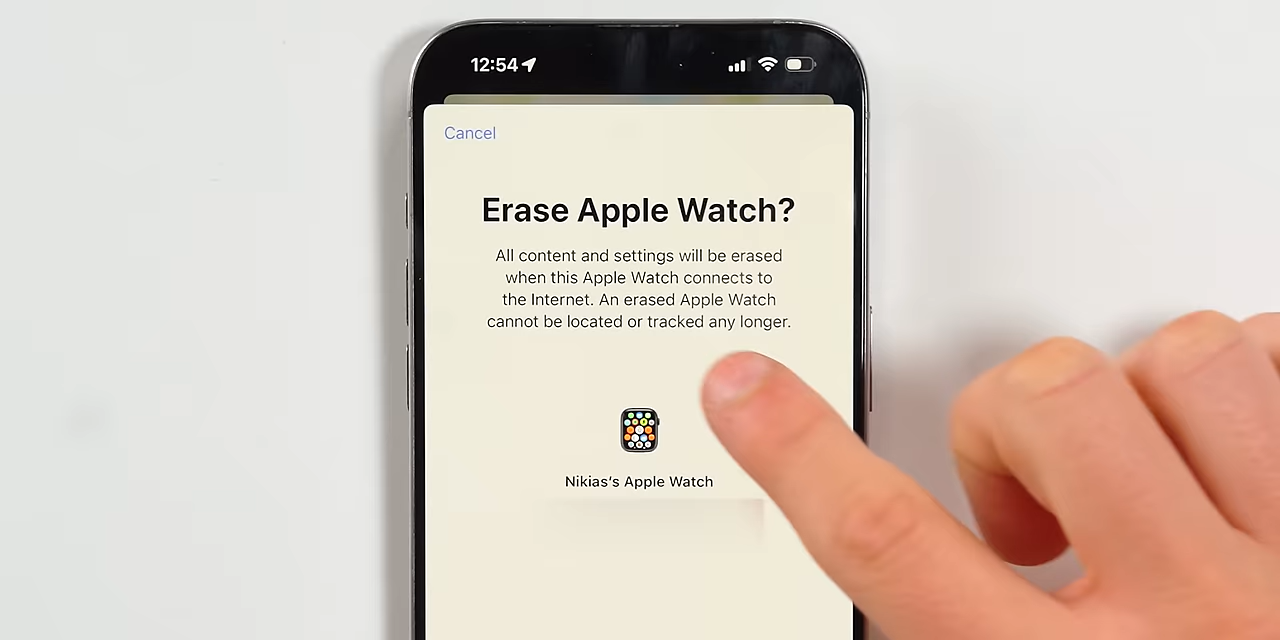 12:54
Cancel
Erase Apple Watch?
All content and settings will be erased
when this Apple Watch connects to
the Internet. An erased Apple Watch
cannot be located or tracked any longer.
Nikias's Apple Watch